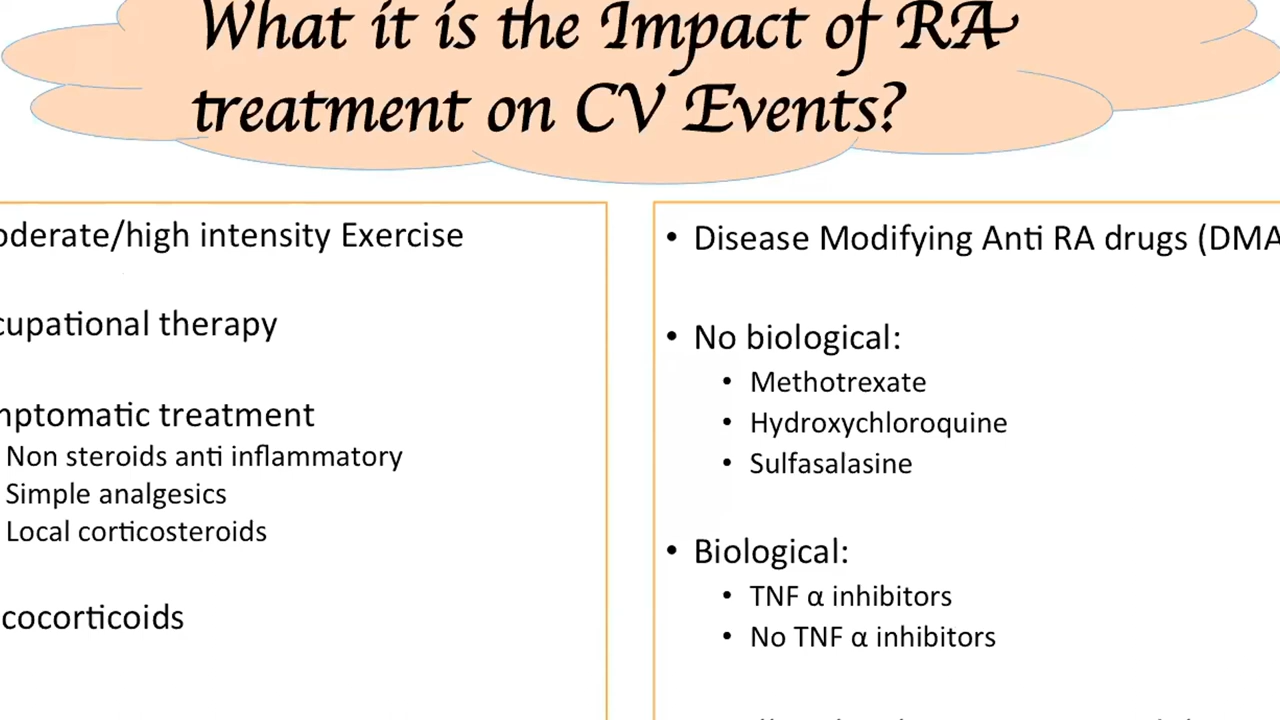 What it is the Impact of RA
treatment on CV Events?
oderate/high intensity Exercise
cupational therapy
mptomatic treatment
Non steroids anti inflammatory
Simple analgesics
Local corticosteroids
cocorticoids
• Disease Modifying Anti RA drugs (DMA
• No biological:
• Methotrexate
• Hydroxychloroquine
• Sulfasalasine
• Biological:
• TNF α inhibitors
• No TNF α inhibitors